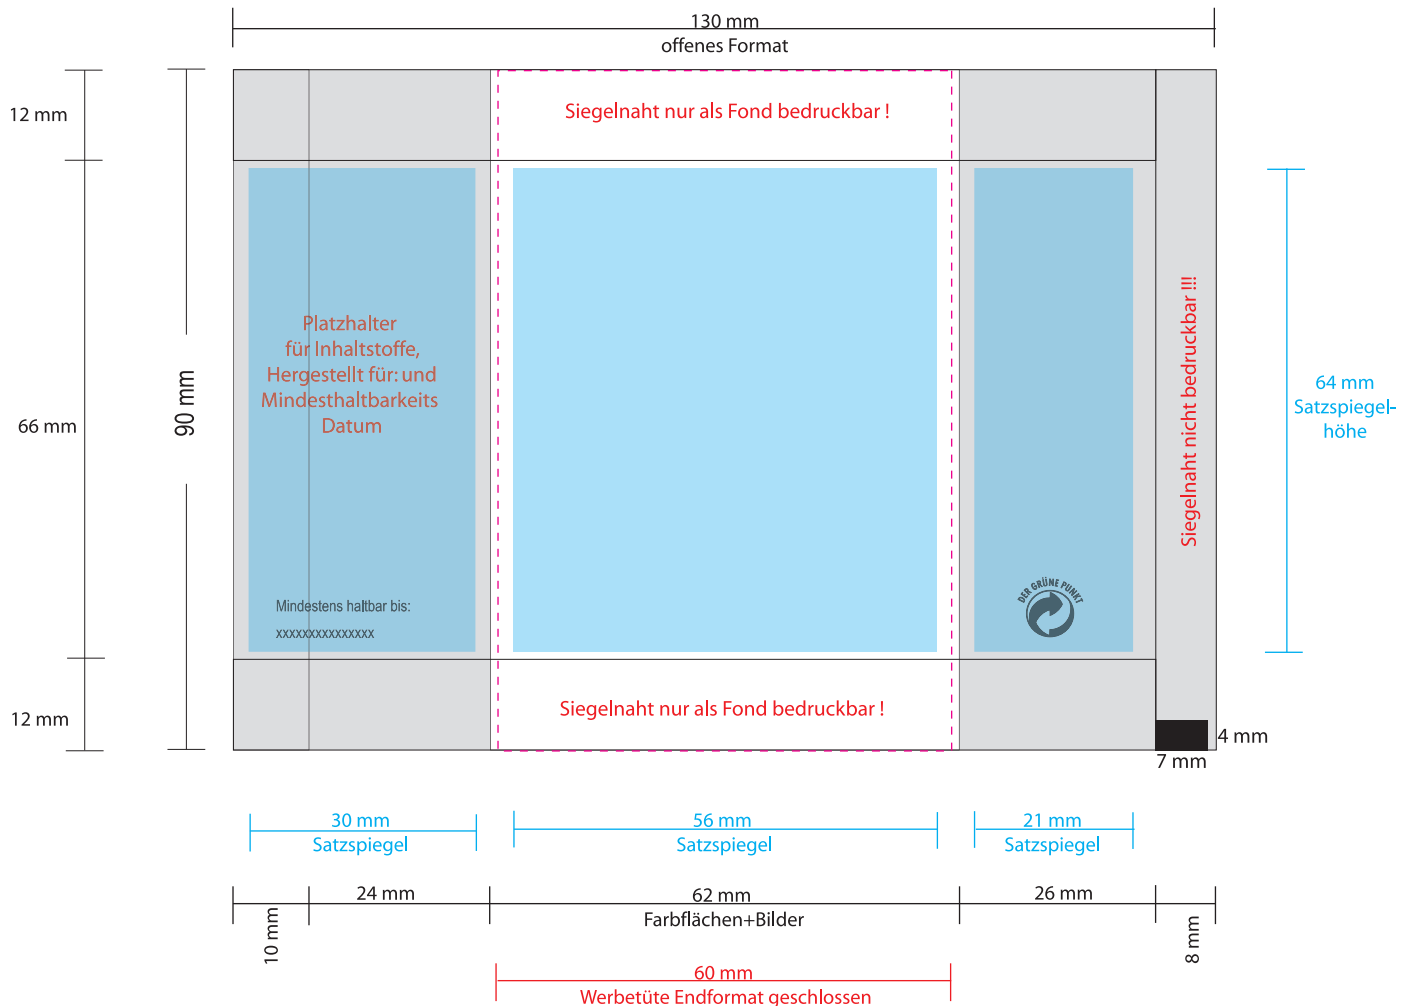 130 mm
offenes Format
12 mm
Siegelnaht nur als Fond bedruckbar !
Platzhalter
für Inhaltstoffe,
Hergestellt für: und
Mindesthaltbarkeits
Datum
66 mm
90 mm
Siegelnaht nicht bedruckbar !!!
64 mm
Satzspiegel-
höhe
Mindestens haltbar bis:
xxxxxxxxxxxxxxx
DER GRÜNE PUNKT
12 mm
Siegelnaht nur als Fond bedruckbar !
4 mm
7 mm
30 mm
Satzspiegel
56 mm
Satzspiegel
21 mm
Satzspiegel
10 mm
24 mm
62 mm
Farbflächen+Bilder
26 mm
8 mm
60 mm
Werbetüte Endformat geschlossen